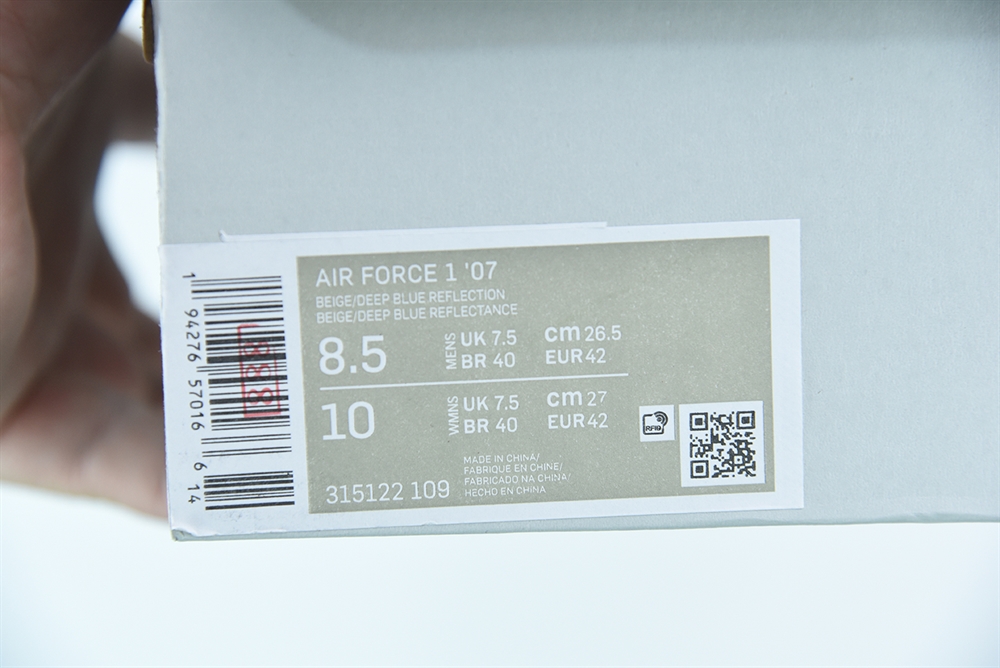 AIR FORCE 1 '07
BEIGE/DEEP BLUE REFLECTION
BEIGE/DEEP BLUE REFLECTANCE
8.5 MENS UK 7.5 cm 26.5
BR 40 EUR 42
10 WMNS UK 7.5 cm 27
BR 40 EUR 42
RFID
MADE IN CHINA/
FABRIQUE EN CHINE/
FABRICADO NA CHINA/
HECHO EN CHINA
315122 109
1 94276 57016 6 14